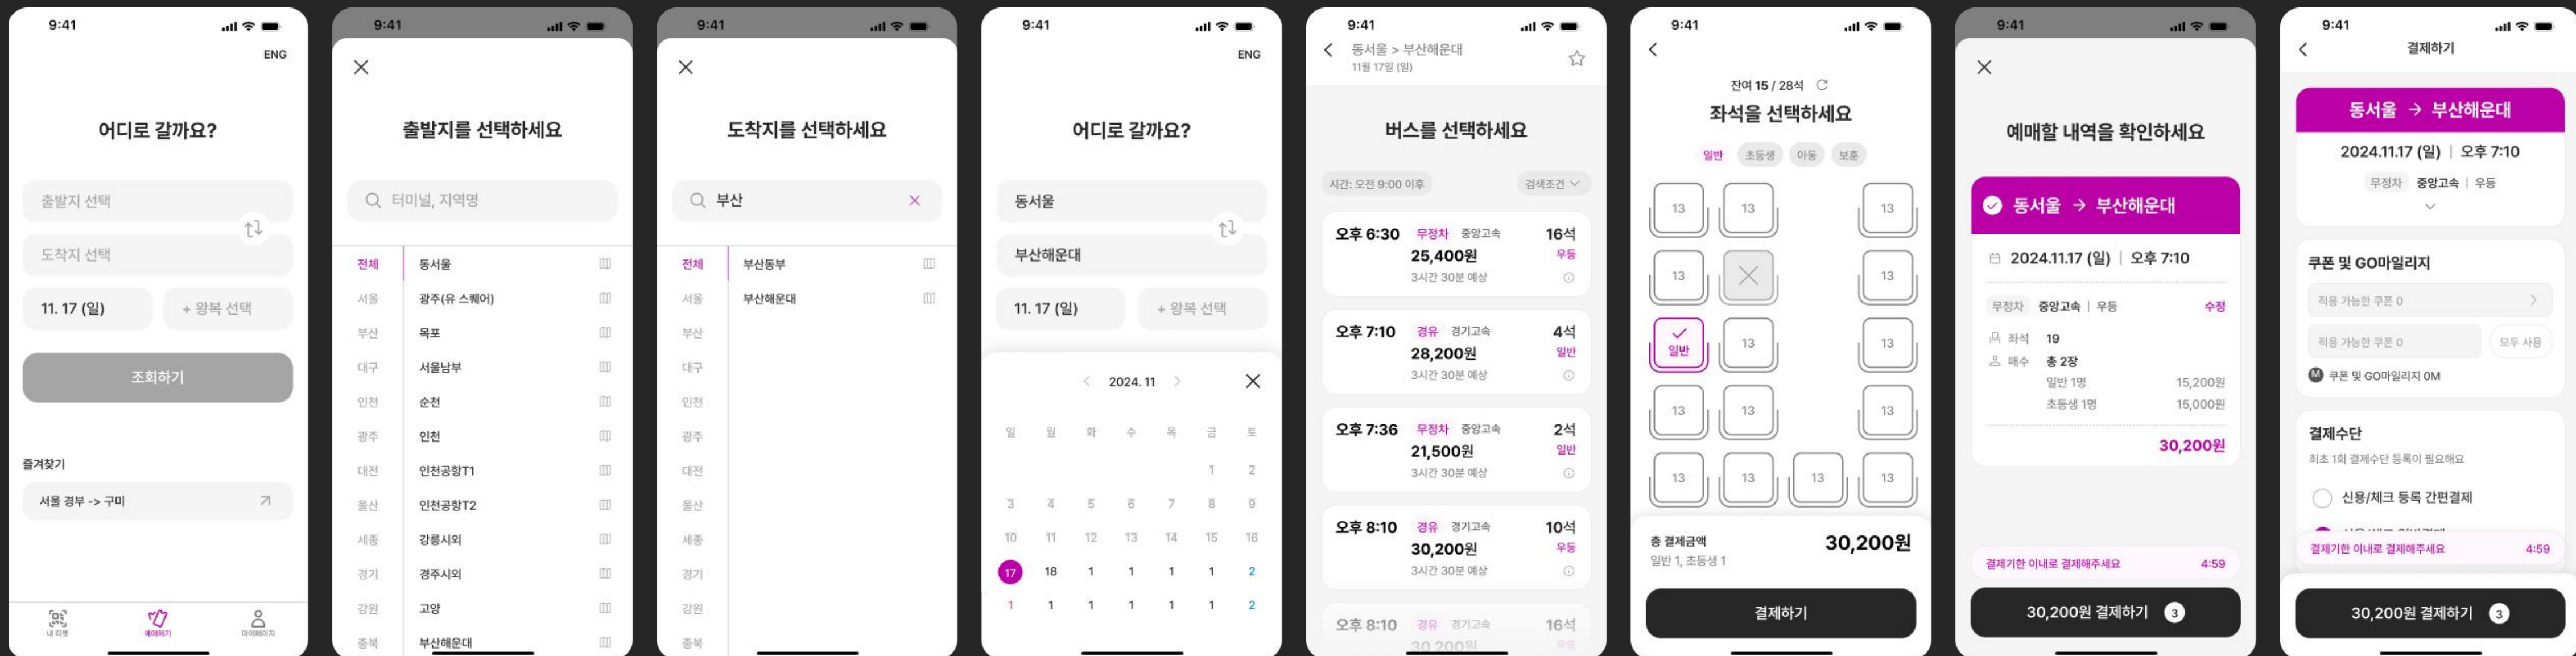 9:41
ENG
어디로 갈까요?
출발지 선택
도착지 선택
11. 17 (일)
+ 왕복 선택
조회하기
즐겨찾기
서울 경부 -> 구미
내 티켓
예매하기
마이페이지
9:41
출발지를 선택하세요
터미널, 지역명
전체 동서울
서울 광주(유 스퀘어)
부산 목포
대구 서울남부
인천 순천
광주 인천
대전 인천공항T1
울산 인천공항T2
세종 강릉시외
경기 경주시외
강원 고양
충북 부산해운대
9:41
도착지를 선택하세요
부산
전체 부산동부
서울 부산해운대
부산
대구
인천
광주
대전
울산
세종
경기
강원
충북
9:41
ENG
어디로 갈까요?
동서울
부산해운대
11. 17 (일)
+ 왕복 선택
2024. 11
일 월 화 수 목 금 토
1 2
3 4 5 6 7 8 9
10 11 12 13 14 15 16
17 18 1 1 1 1 2
1 1 1 1 1 1 2
9:41
동서울 > 부산해운대
11월 17일 (일)
버스를 선택하세요
시간: 오전 9:00 이후
검색조건
오후 6:30 무정차 중앙고속 16석
25,400원 우등
3시간 30분 예상
오후 7:10 경유 경기고속 4석
28,200원 일반
3시간 30분 예상
오후 7:36 무정차 중앙고속 2석
21,500원 일반
3시간 30분 예상
오후 8:10 경유 경기고속 10석
30,200원 우등
3시간 30분 예상
오후 8:10 경유 경기고속 16석
30,200원 우등
9:41
잔여 15 / 28석
좌석을 선택하세요
일반 초등생 아동 보훈
13 13 13
13 13
일반 13 13
13 13 13
13 13 13 13
총 결제금액 30,200원
일반 1, 초등생 1
결제하기
9:41
예매할 내역을 확인하세요
동서울 → 부산해운대
2024.11.17 (일) | 오후 7:10
무정차 중앙고속 | 우등 수정
좌석 19
매수 총 2장
일반 1명 15,200원
초등생 1명 15,000원
30,200원
결제기한 이내로 결제해주세요 4:59
30,200원 결제하기 3
9:41
결제하기
동서울 → 부산해운대
2024.11.17 (일) | 오후 7:10
무정차 중앙고속 | 우등
쿠폰 및 GO마일리지
적용 가능한 쿠폰 0
적용 가능한 쿠폰 0
모두 사용
M 쿠폰 및 GO마일리지 0M
결제수단
최초 1회 결제수단 등록이 필요해요
신용/체크 등록 간편결제
결제기한 이내로 결제해주세요 4:59
30,200원 결제하기 3